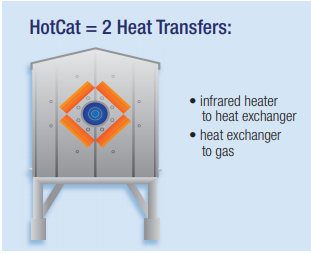 HotCat = 2 Heat Transfers:
• infrared heater
to heat exchanger
• heat exchanger
to gas